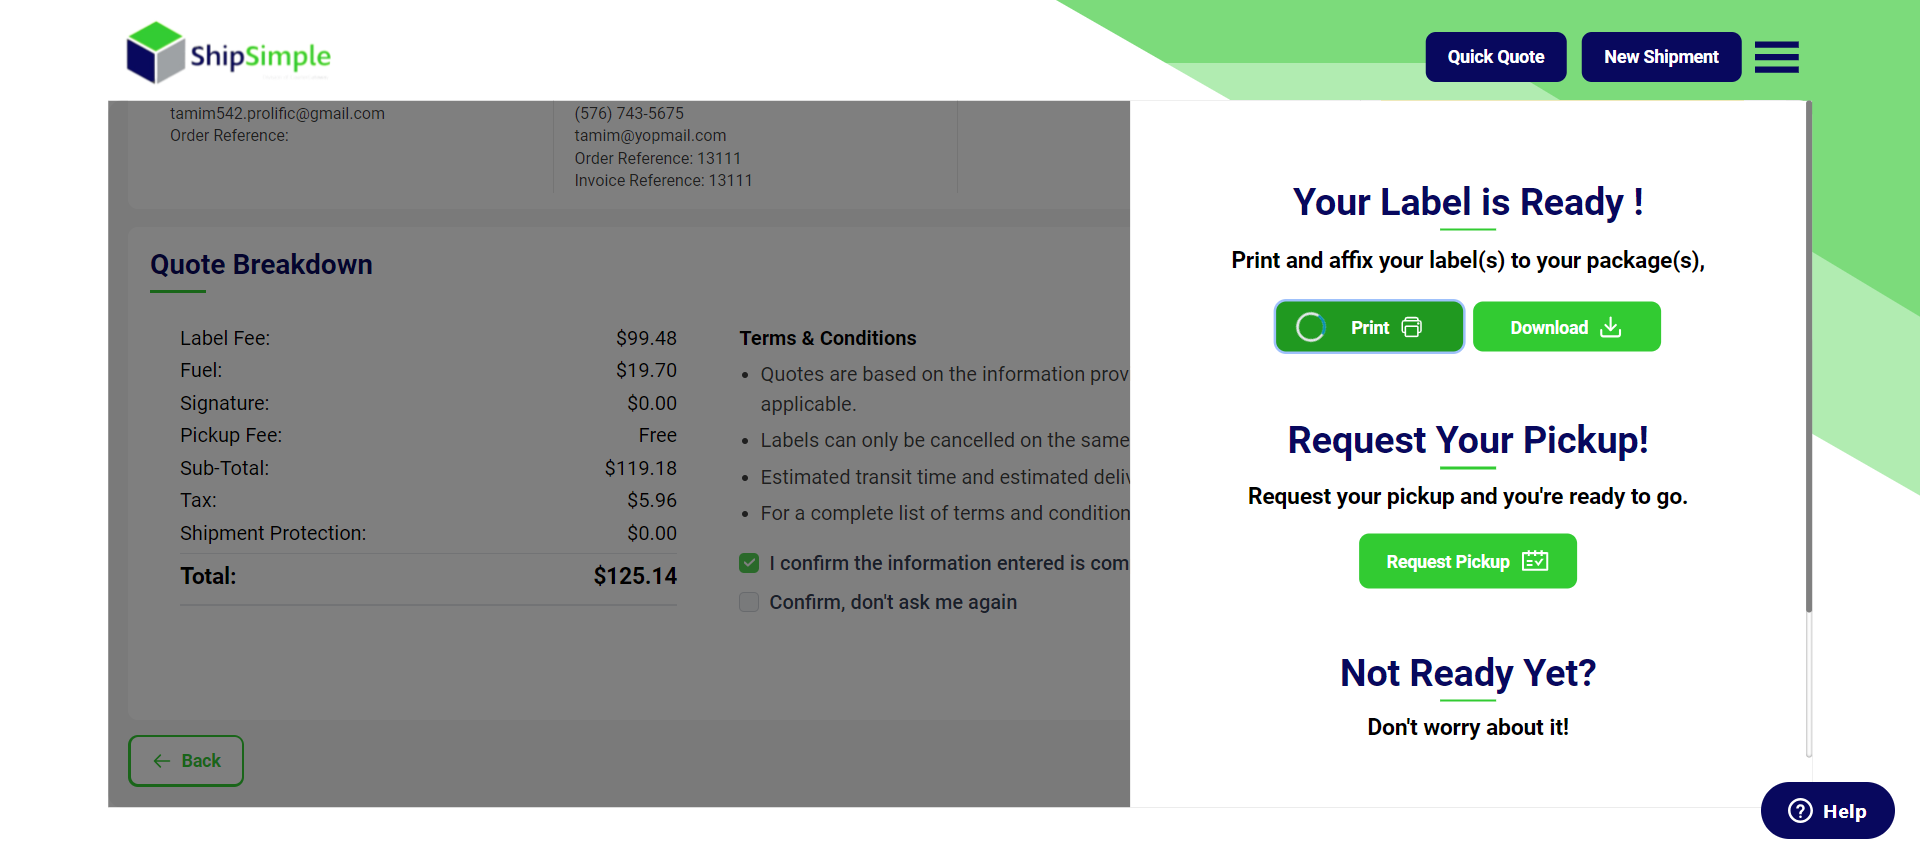 ShipSimple
Quick Quote
New Shipment
tamim542.prolific@gmail.com
Order Reference:
(576) 743-5675
tamim@yopmail.com
Order Reference: 13111
Invoice Reference: 13111
Quote Breakdown
Label Fee: $99.48
Fuel: $19.70
Signature: $0.00
Pickup Fee: Free
Sub-Total: $119.18
Tax: $5.96
Shipment Protection: $0.00
Total: $125.14
Terms & Conditions
Quotes are based on the information prov
applicable.
Labels can only be cancelled on the same
Estimated transit time and estimated deliv
For a complete list of terms and condition
I confirm the information entered is com
Confirm, don't ask me again
Back
Your Label is Ready !
Print and affix your label(s) to your package(s),
Print
Download
Request Your Pickup!
Request your pickup and you're ready to go.
Request Pickup
Not Ready Yet?
Don't worry about it!
Help